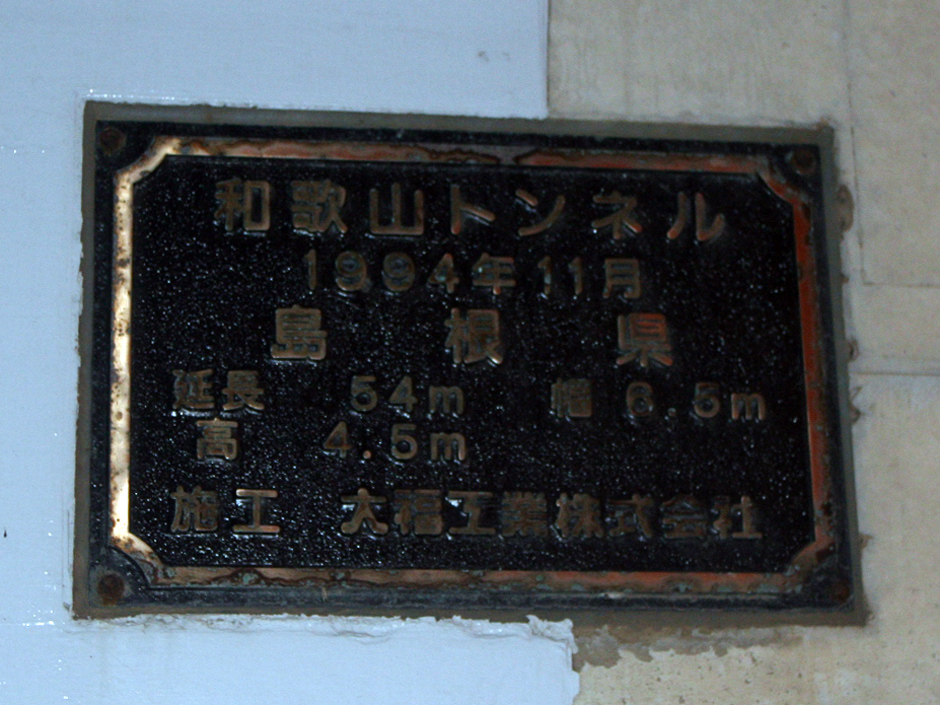 和歌山トンネル
1994年11月
島根県
延長 54m 幅 6.5m
高 4.5m
施工 大福工業株式会社